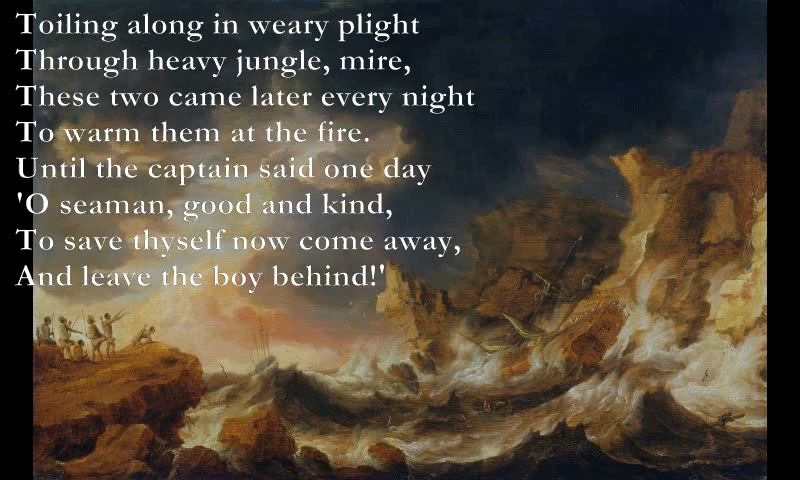 Toiling along in weary plight
Through heavy jungle, mire,
These two came later every night
To warm them at the fire.
Until the captain said one day
'O seaman, good and kind,
To save thyself now come away,
And leave the boy behind!'